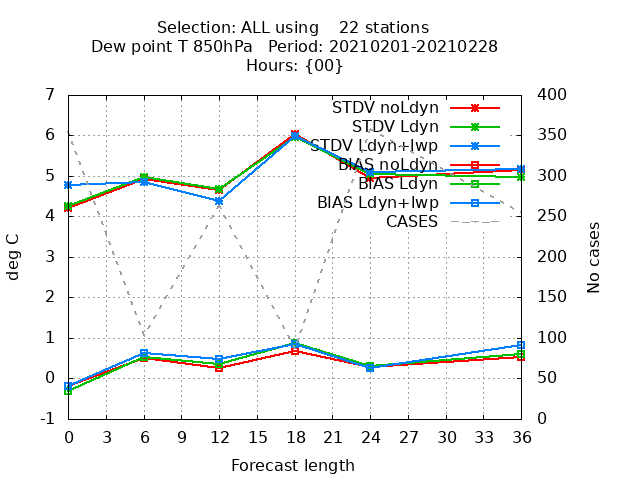 Selection: ALL using    22 stations
Dew point T 850hPa   Period: 20210201-20210228
Hours: {00}
7
6
5
4
3
2
1
0
-1
deg C
400
350
300
250
200
150
100
50
0
No cases
STDV noLdyn
STDV Ldyn
STDV Ldyn+lwp
BIAS noLdyn
BIAS Ldyn
BIAS Ldyn+lwp
CASES
0 3 6 9 12 15 18 21 24 27 30 33 36
Forecast length